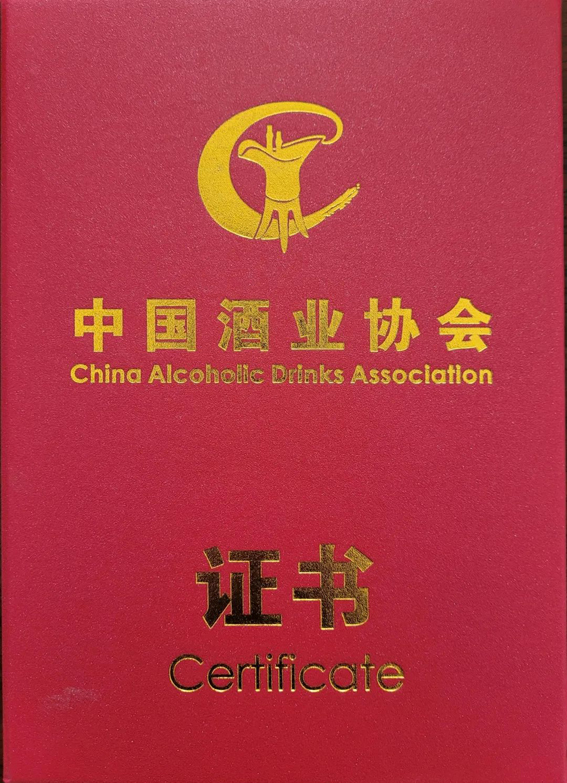 中国酒业协会
China Alcoholic Drinks Association
证书
Certificate